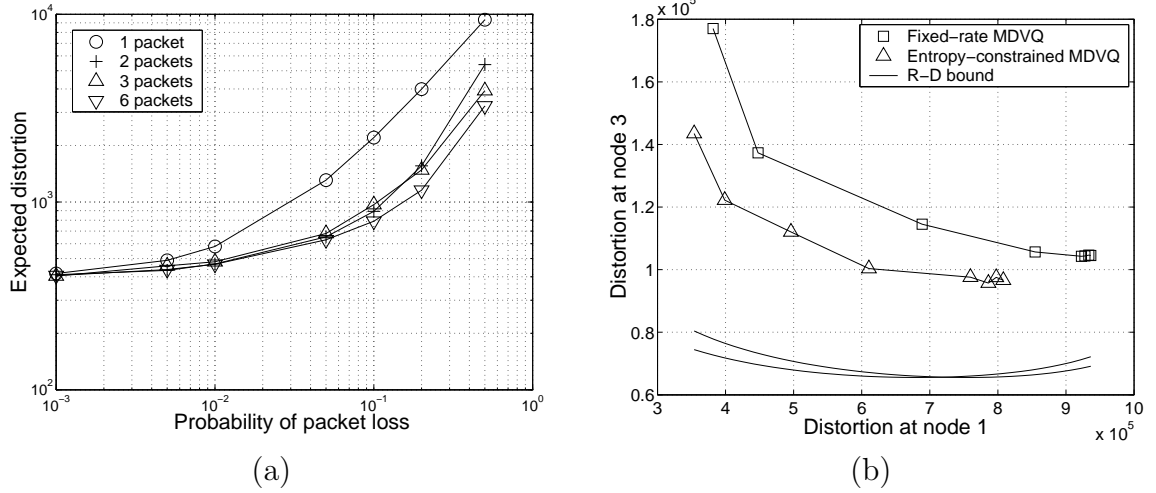 10^4
10^3
10^2
10^−3
10^−2
10^−1
10^0
Expected distortion
Probability of packet loss
1 packet
2 packets
3 packets
6 packets
(a)
x 10^5
1.8
1.6
1.4
1.2
1
0.8
0.6
3 4 5 6 7 8 9 10
x 10^5
Distortion at node 3
Distortion at node 1
Fixed−rate MDVQ
Entropy−constrained MDVQ
R−D bound
(b)